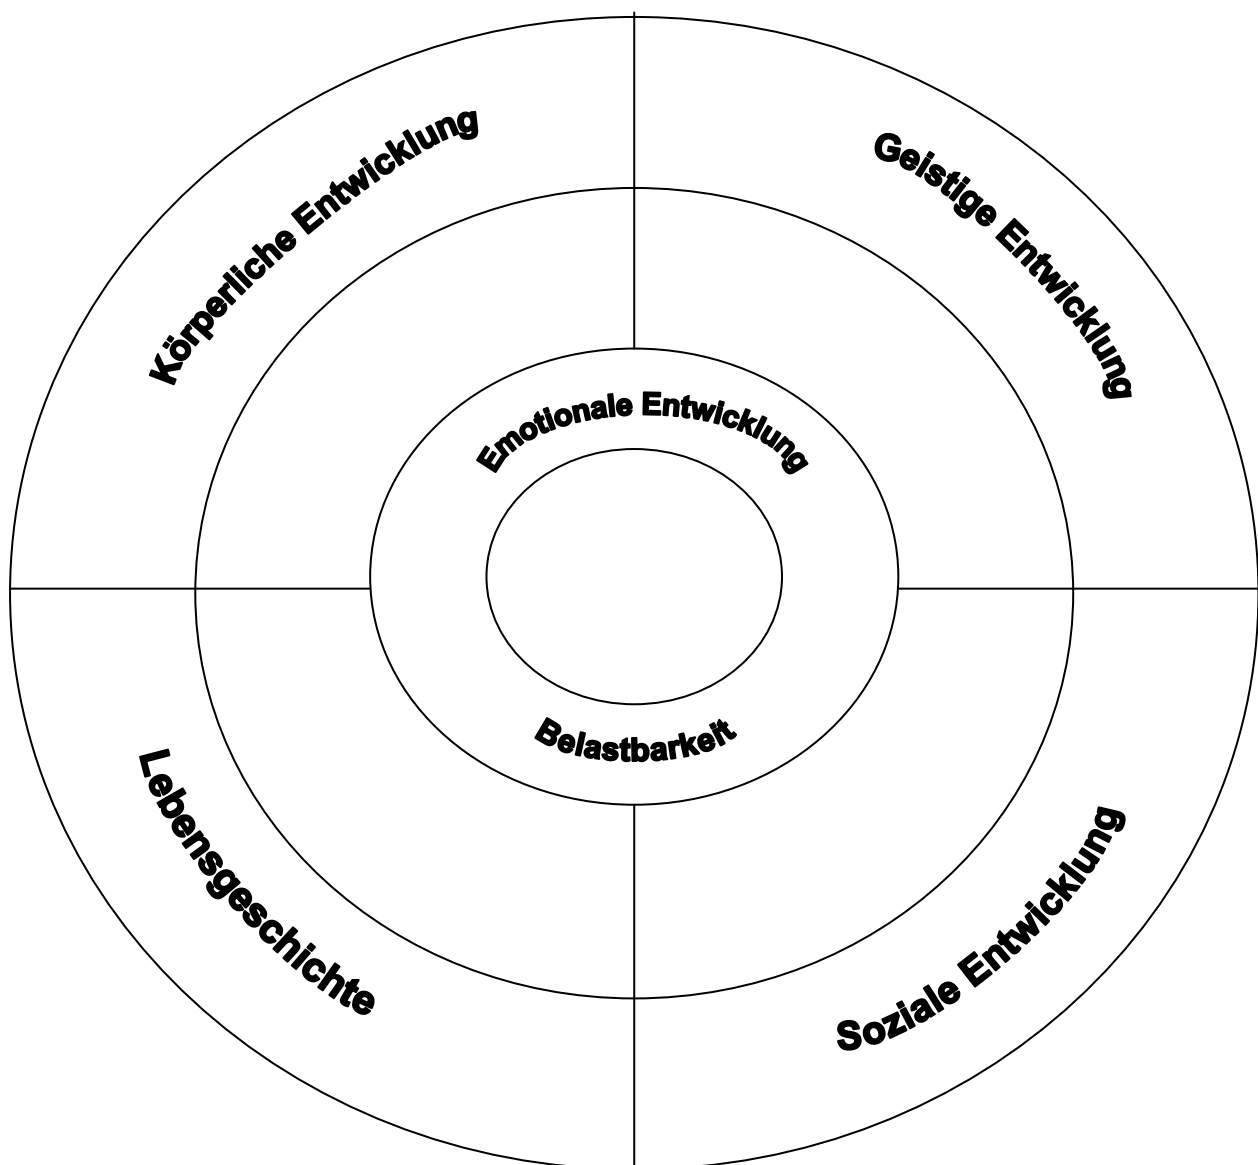 Körperliche Entwicklung
Geistige Entwicklung
Emotionale Entwicklung
Belastbarkeit
Lebensgeschichte
Soziale Entwicklung